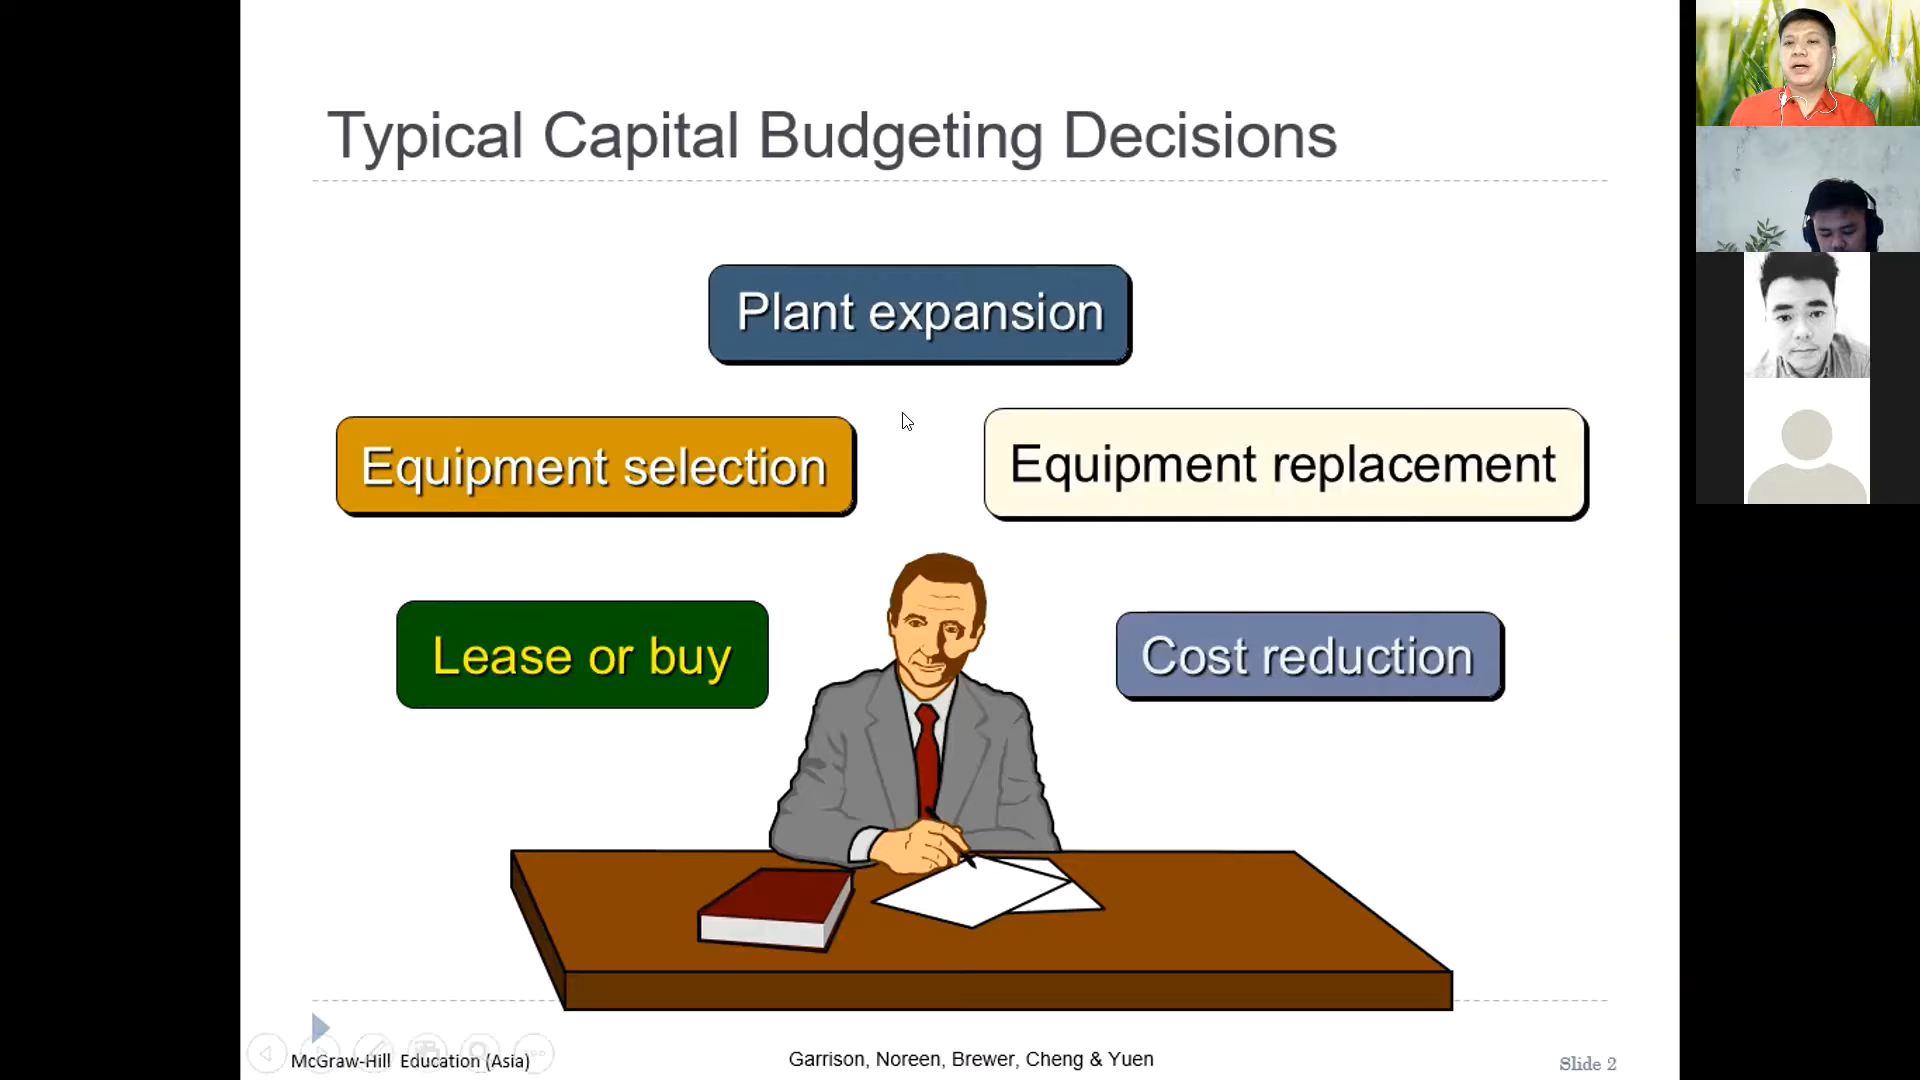 Typical Capital Budgeting Decisions
Plant expansion
Equipment selection
Equipment replacement
Lease or buy
Cost reduction
McGraw-Hill Education (Asia)
Garrison, Noreen, Brewer, Cheng & Yuen
Slide 2